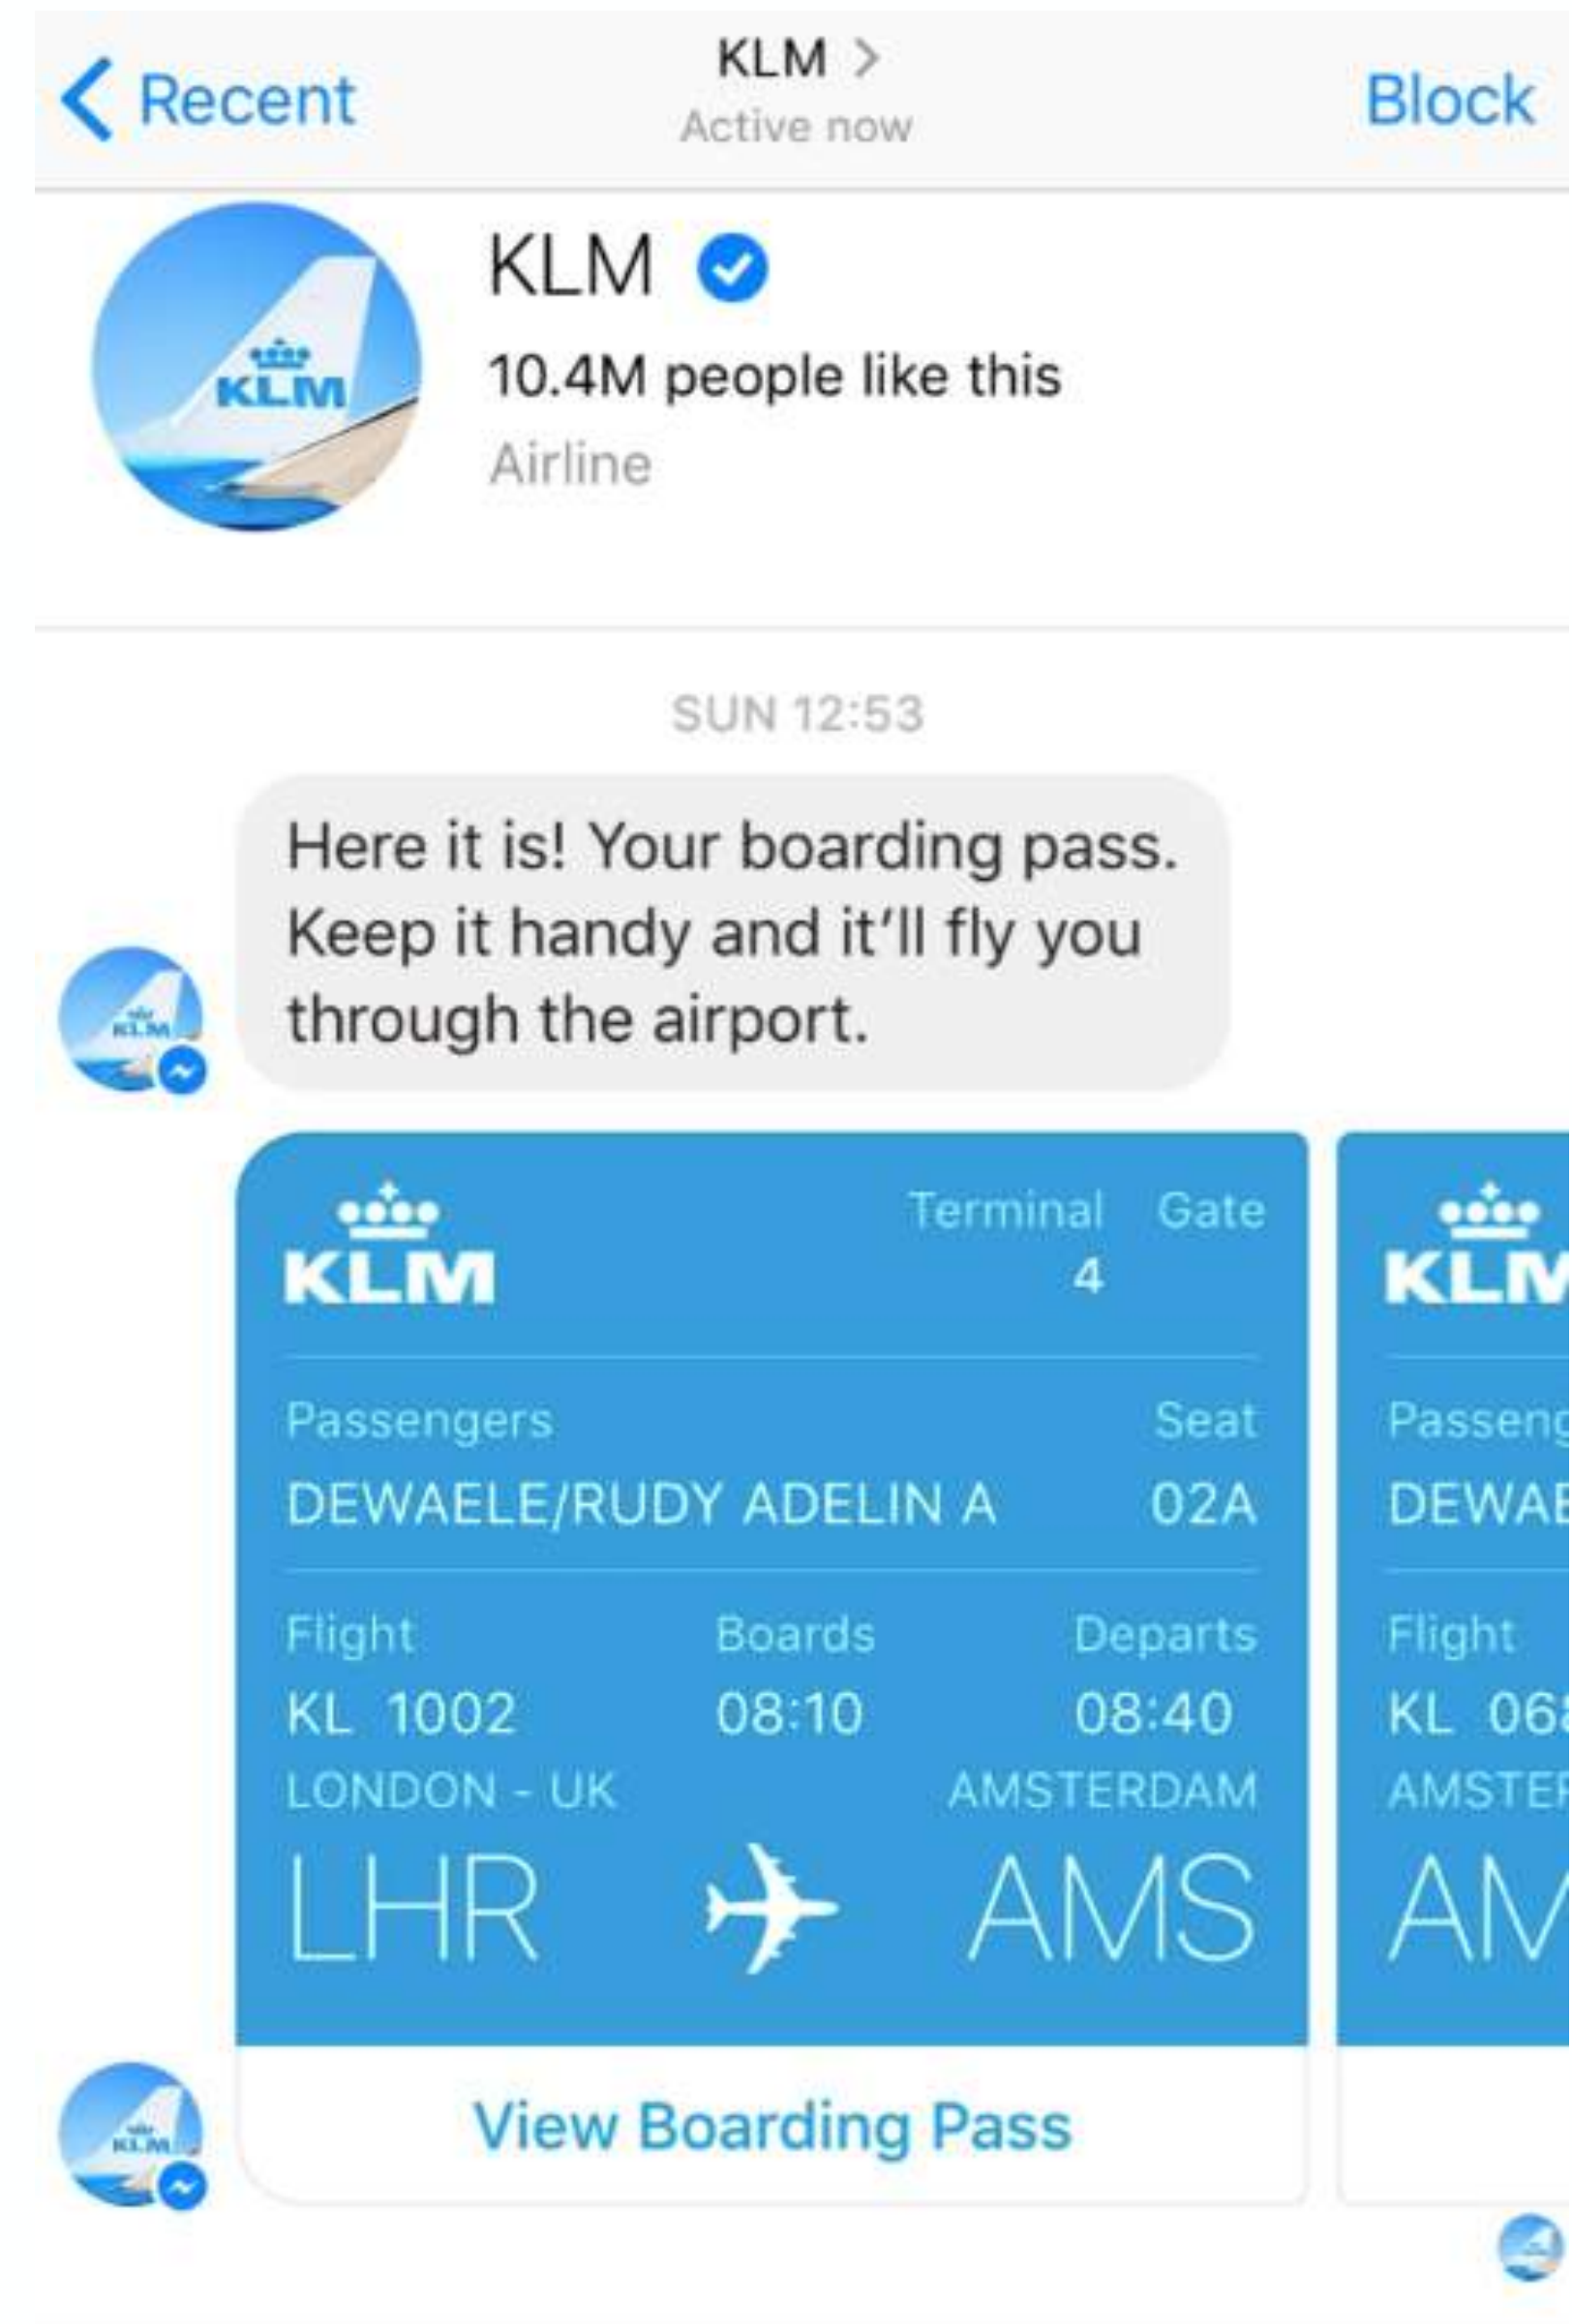 Recent
KLM >
Active now
Block
KLM
10.4M people like this
Airline
KLM
SUN 12:53
Here it is! Your boarding pass.
Keep it handy and it'll fly you
through the airport.
KLM
KLM
Terminal Gate
4
Passengers Seat
DEWAELE/RUDY ADELIN A 02A
Flight Boards Departs
KL 1002 08:10 08:40
LONDON - UK AMSTERDAM
LHR AMS
View Boarding Pass
KLM
KLM
Flight
KL